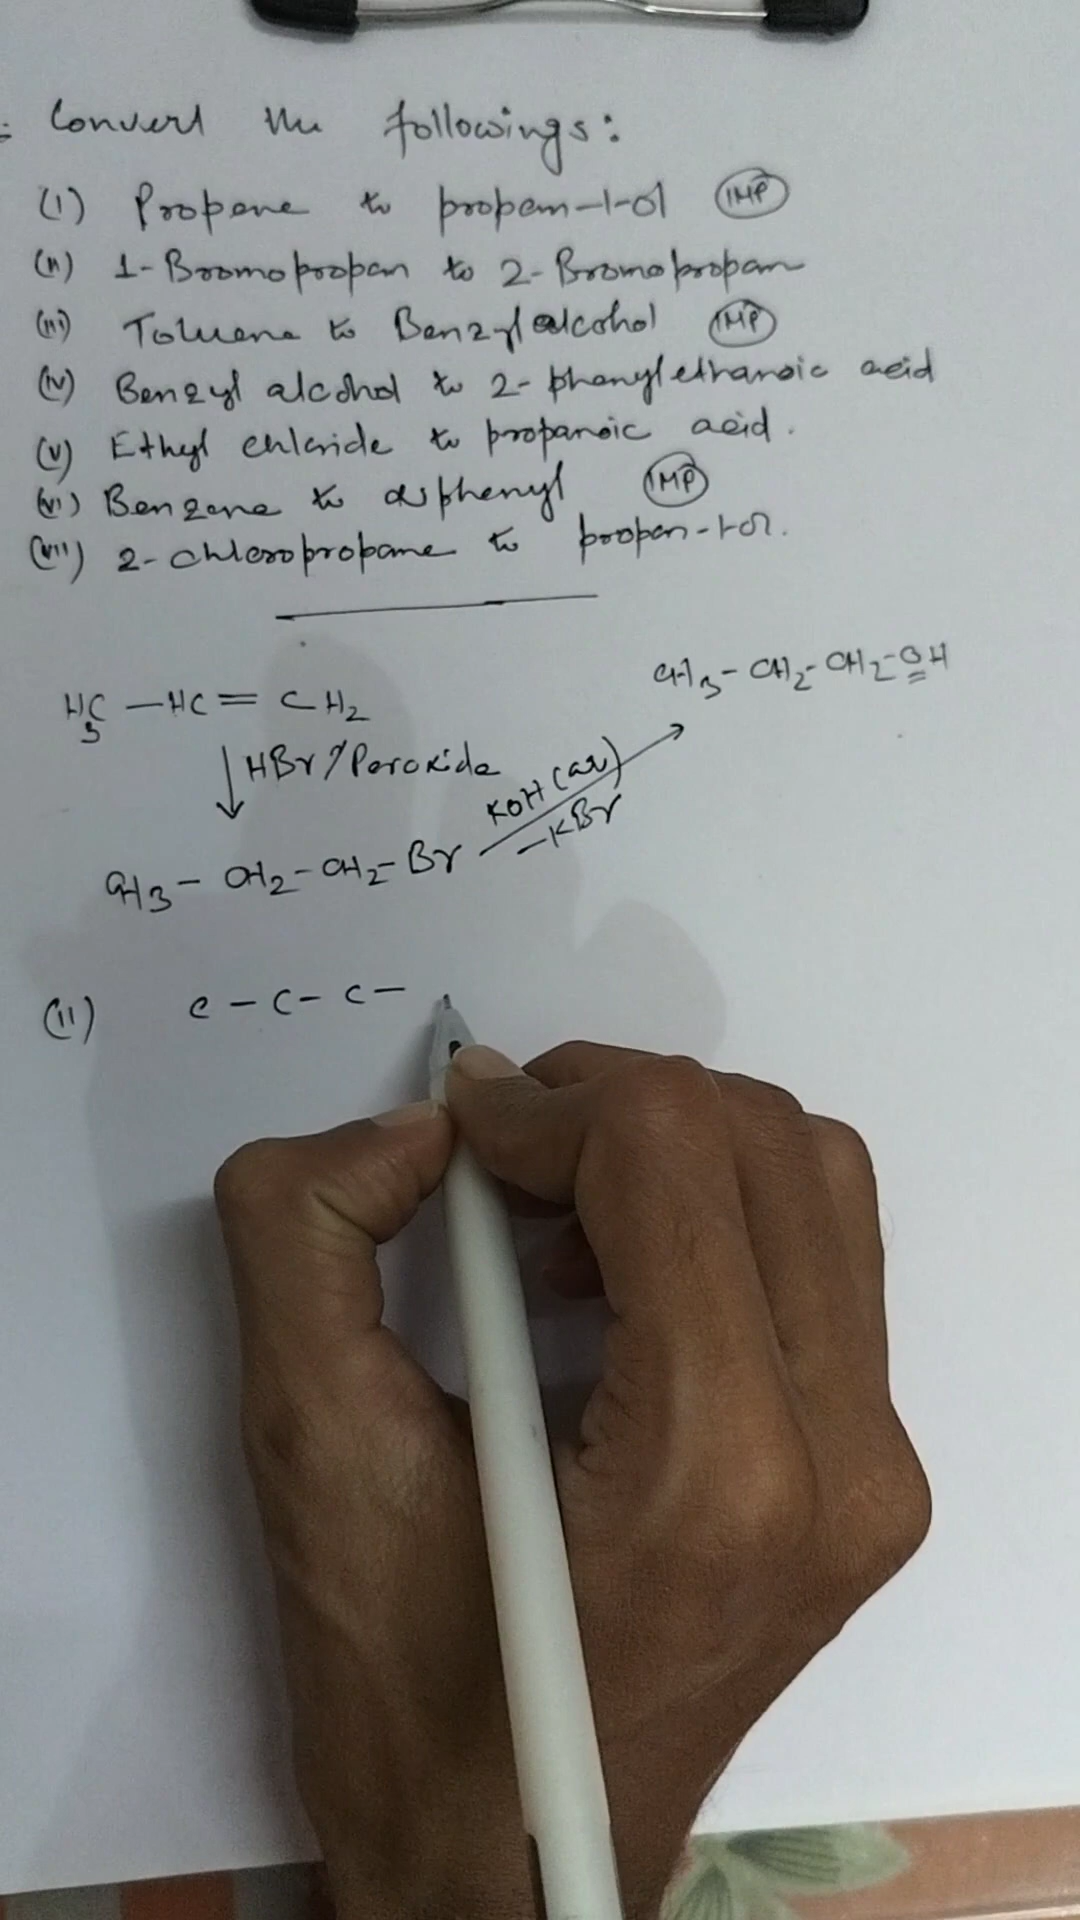 Convert the followings:
(i) Propene to propan-1-ol IMP
(ii) 1-Bromopropan to 2-Bromopropan
(iii) Toluene to Benzyl alcohol IMP
(iv) Benzyl alcohol to 2-phenylethanoic acid
(v) Ethyl chloride to propanoic acid.
(vi) Benzene to diphenyl IMP
(vii) 2-chloropropane to propan-1-ol.
CH3-CH2-CH2-OH
H3C-HC=CH2
HBr/Peroxide
KOH(aq)
-KBr
CH3-CH2-CH2-Br
(ii) C-C-C-